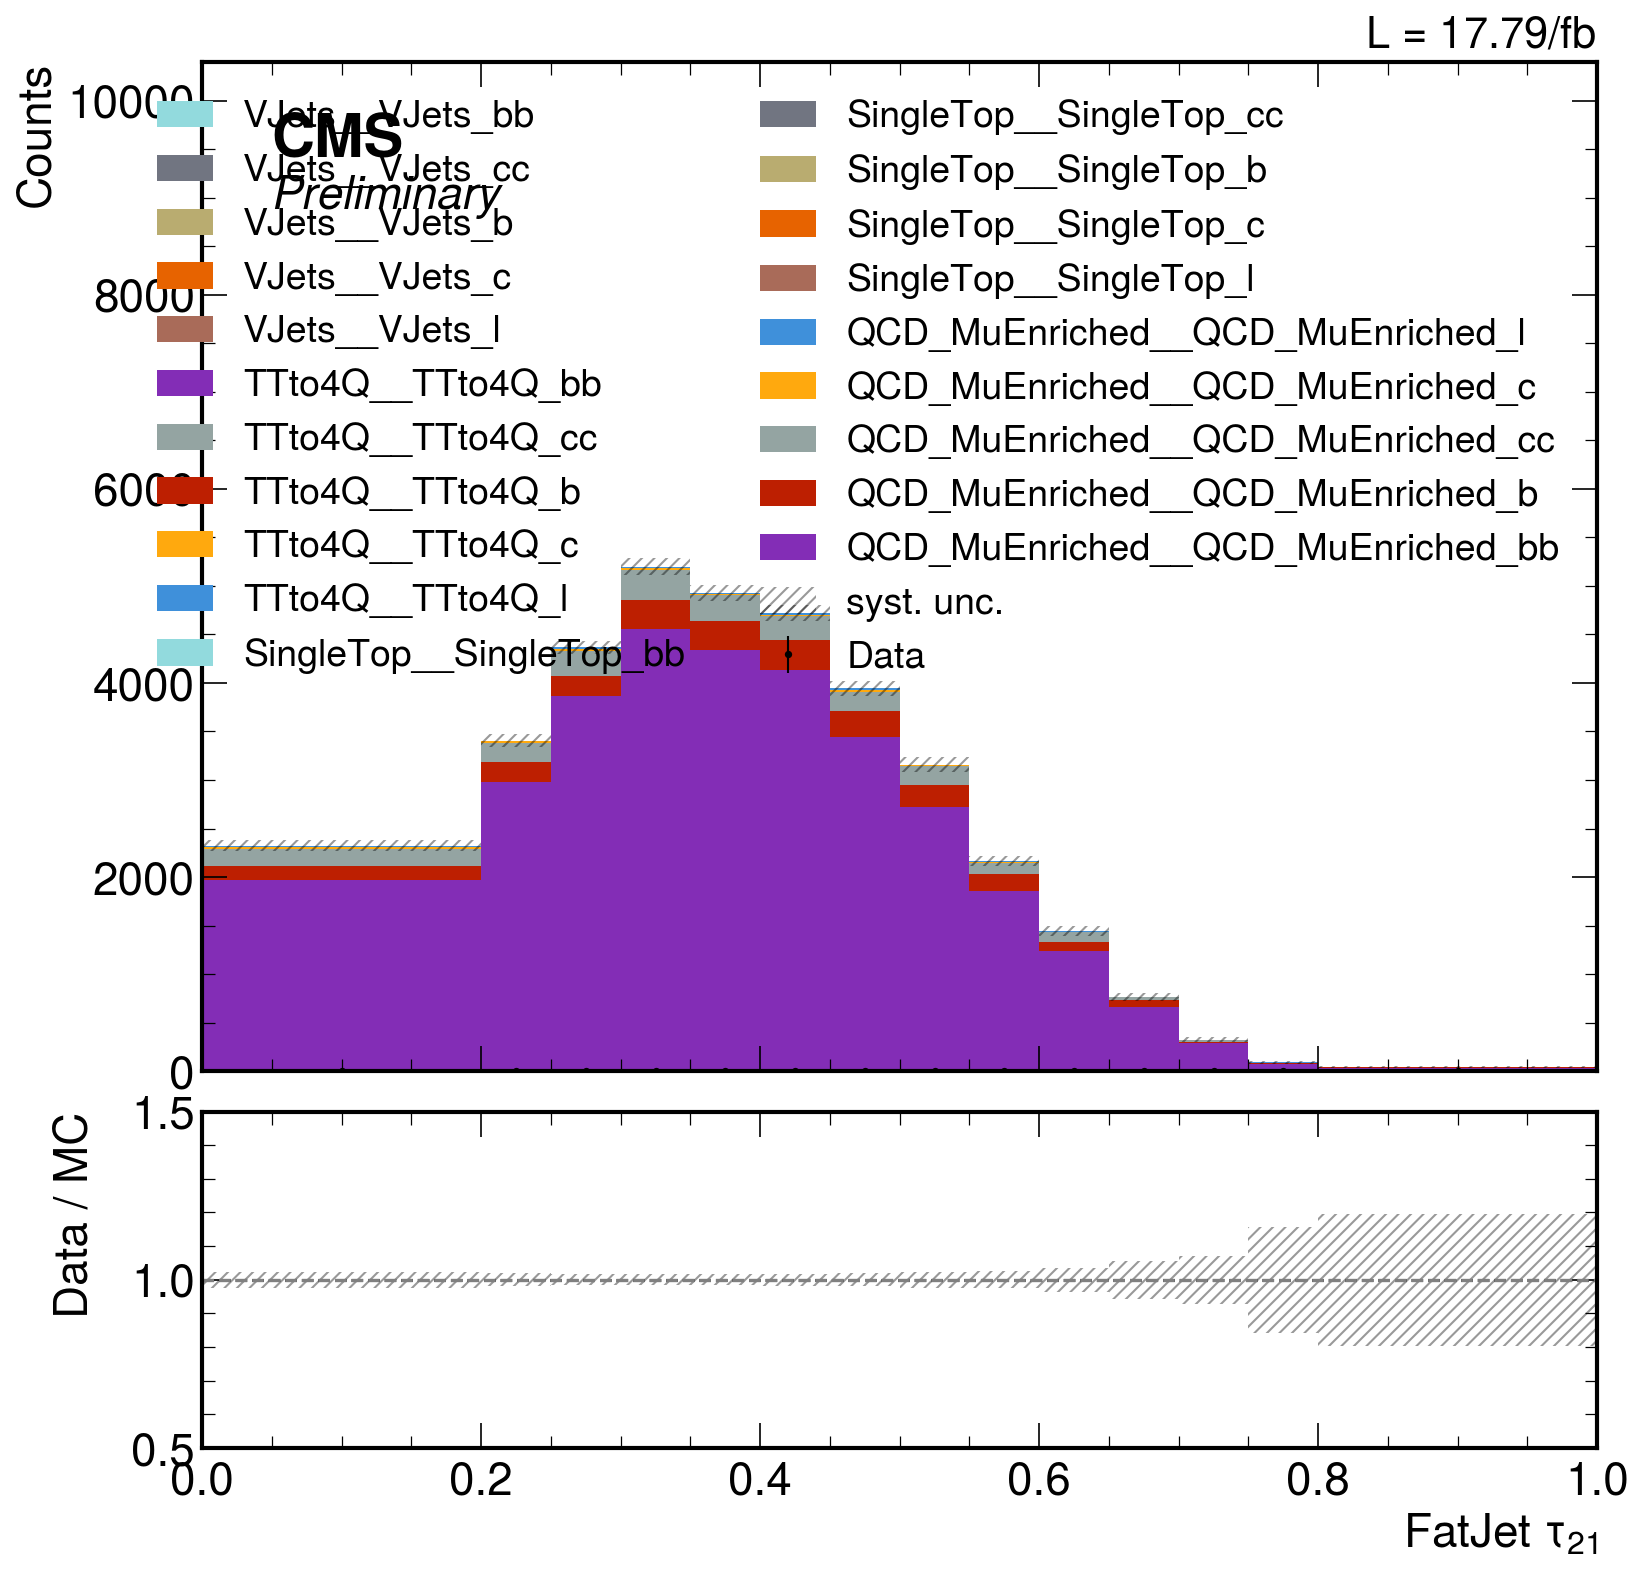 L = 17.79/fb
Counts
CMS
Preliminary
VJets__VJets_bb
VJets__VJets_cc
VJets__VJets_b
VJets__VJets_c
VJets__VJets_l
TTto4Q__TTto4Q_bb
TTto4Q__TTto4Q_cc
TTto4Q__TTto4Q_b
TTto4Q__TTto4Q_c
TTto4Q__TTto4Q_l
SingleTop__SingleTop_bb
SingleTop__SingleTop_cc
SingleTop__SingleTop_b
SingleTop__SingleTop_c
SingleTop__SingleTop_l
QCD_MuEnriched__QCD_MuEnriched_l
QCD_MuEnriched__QCD_MuEnriched_c
QCD_MuEnriched__QCD_MuEnriched_cc
QCD_MuEnriched__QCD_MuEnriched_b
QCD_MuEnriched__QCD_MuEnriched_bb
syst. unc.
Data
10000
8000
6000
4000
2000
0
Data / MC
1.5
1.0
0.5
0.0 0.2 0.4 0.6 0.8 1.0
FatJet τ₂₁